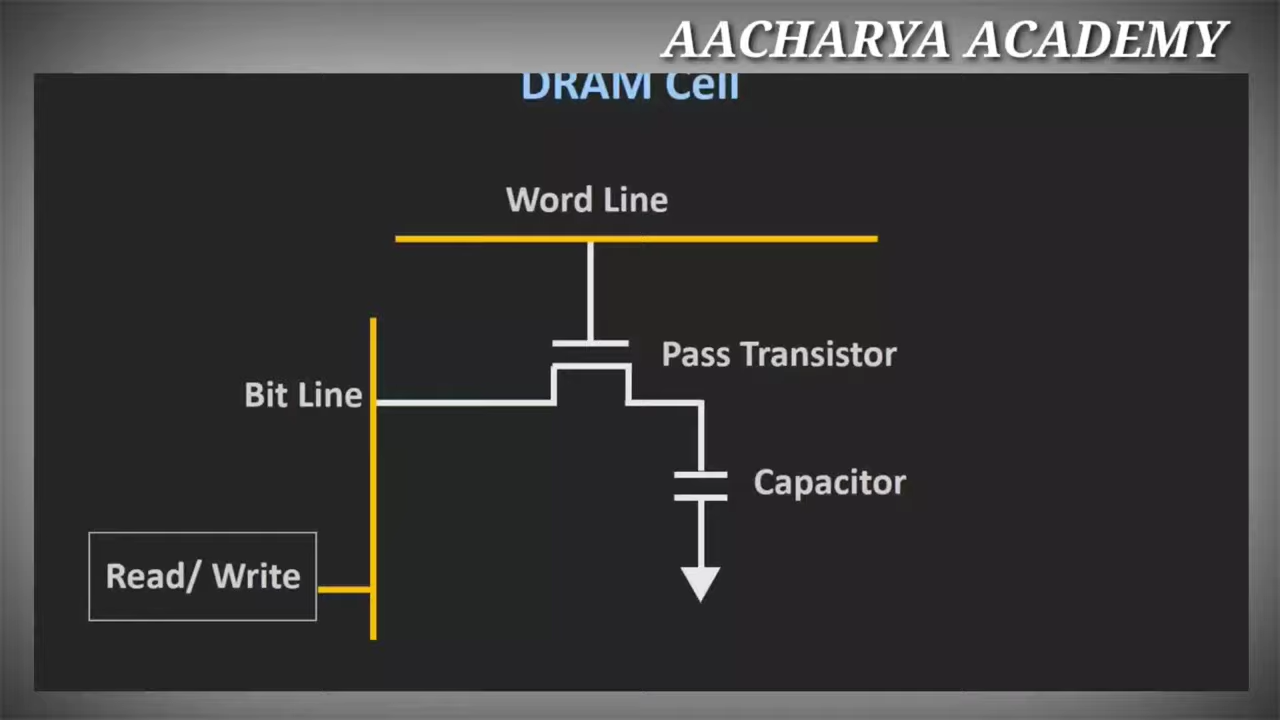 AACHARYA ACADEMY
DRAM Cell
Word Line
Pass Transistor
Bit Line
Capacitor
Read/ Write